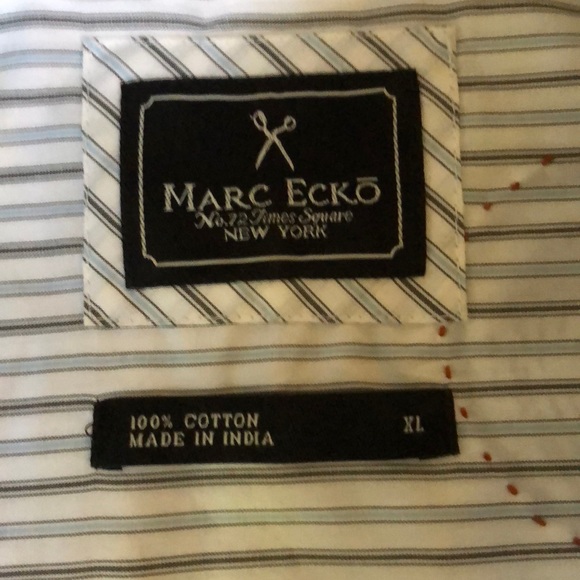 MARC ECKŌ
No. 72 Times Square
NEW YORK
100% COTTON
MADE IN INDIA
XL